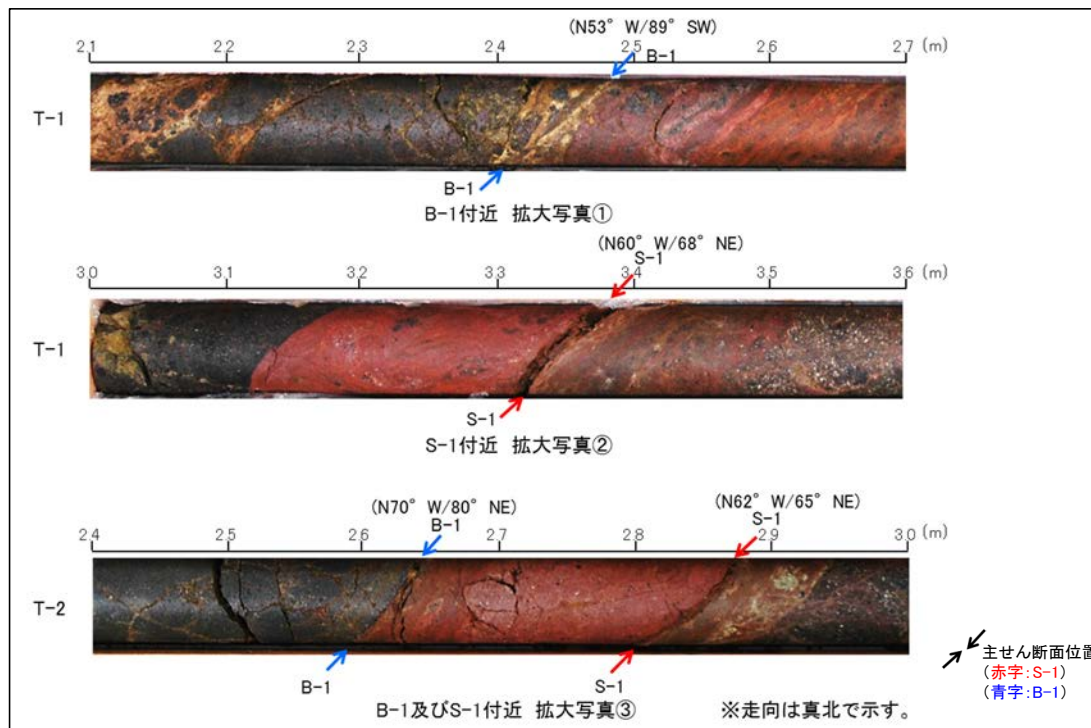 (N53°W/89°SW)
2.1 2.2 2.3 2.4 2.5 2.6 2.7 (m)
B-1
T-1
B-1
B-1付近 拡大写真①
(N60°W/68°NE)
S-1
3.0 3.1 3.2 3.3 3.4 3.5 3.6 (m)
T-1
S-1
S-1付近 拡大写真②
(N70°W/80°NE) (N62°W/65°NE)
B-1 S-1
2.4 2.5 2.6 2.7 2.8 2.9 3.0 (m)
T-2
B-1 S-1
B-1及びS-1付近 拡大写真③ ※走向は真北で示す。
主せん断面位置
(赤字:S-1)
(青字:B-1)